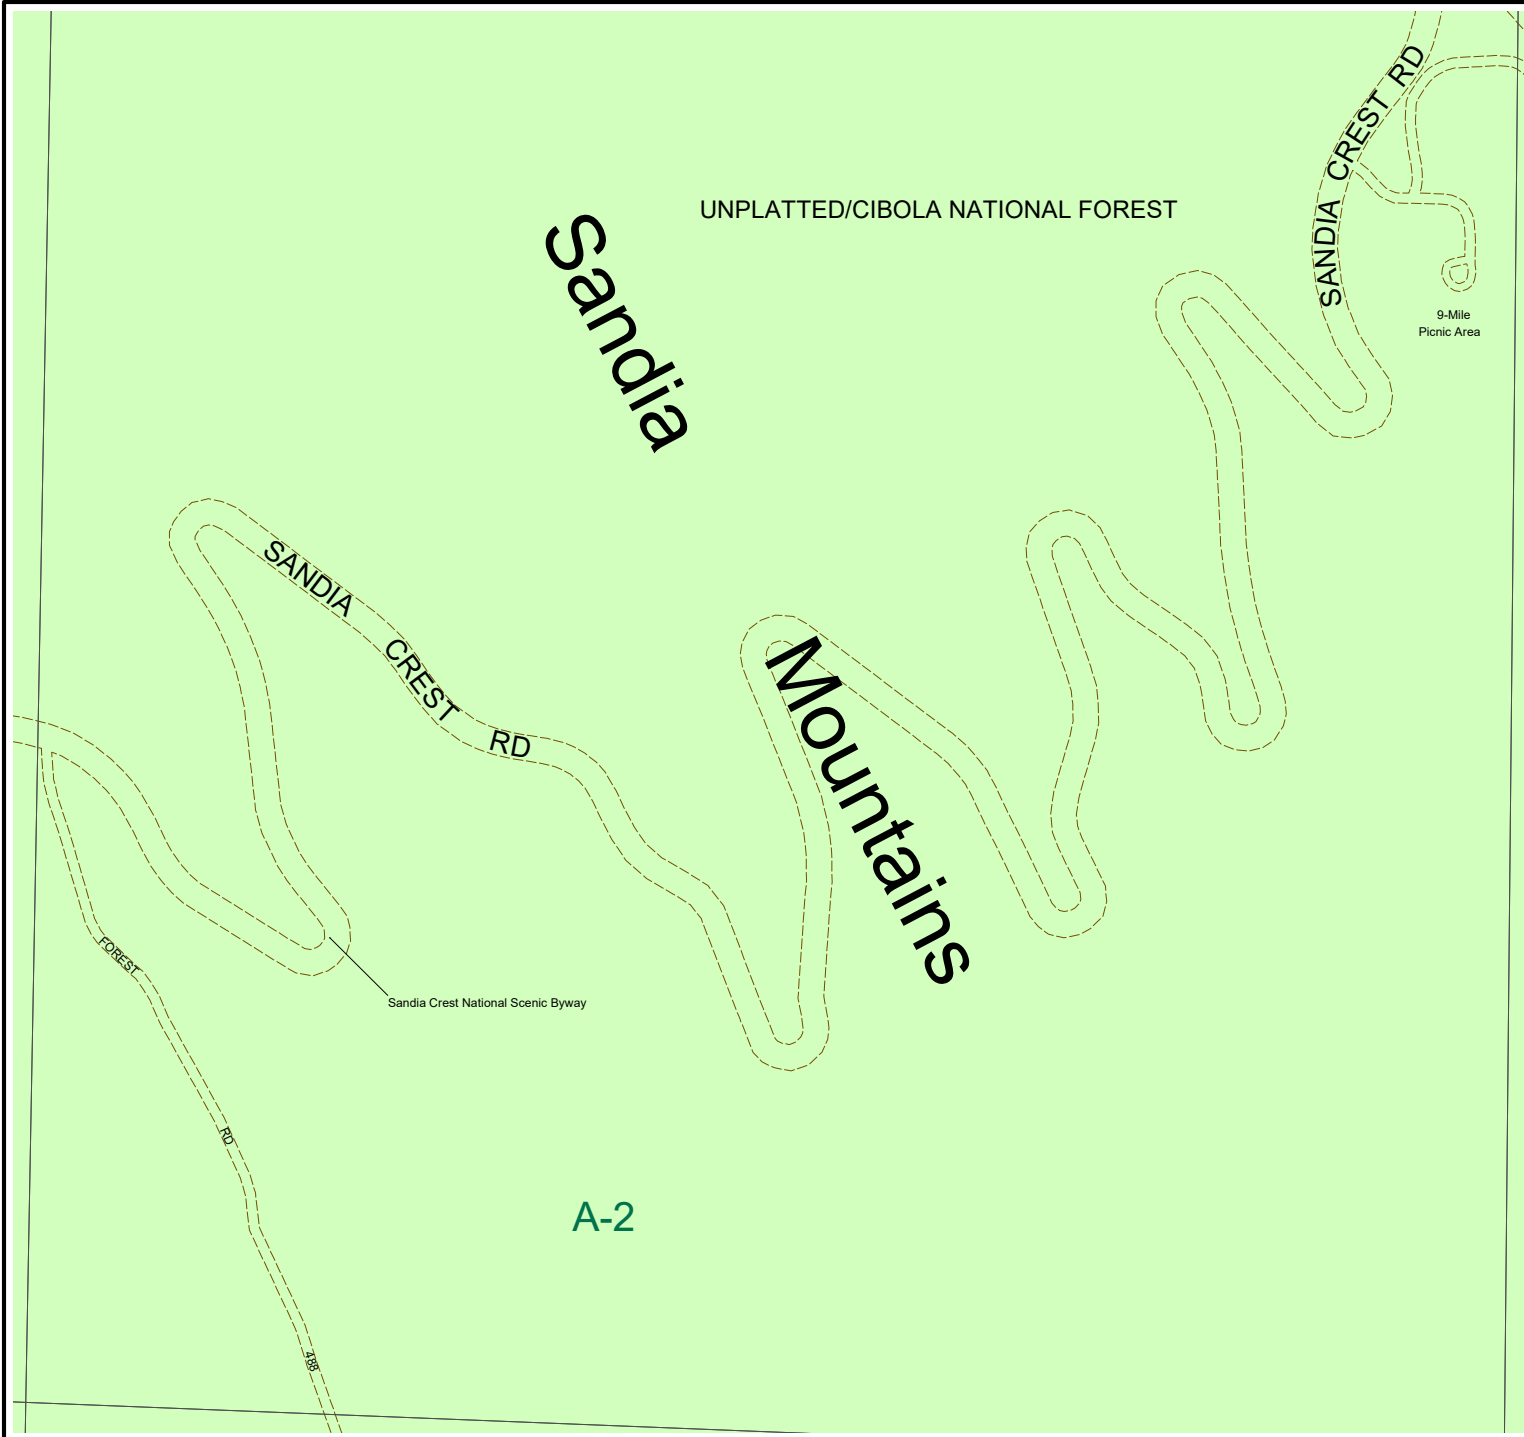 SANDIA CREST RD
UNPLATTED/CIBOLA NATIONAL FOREST
Sandia
9-Mile
Picnic Area
SANDIA CREST RD
Mountains
FOREST RD 488
Sandia Crest National Scenic Byway
A-2